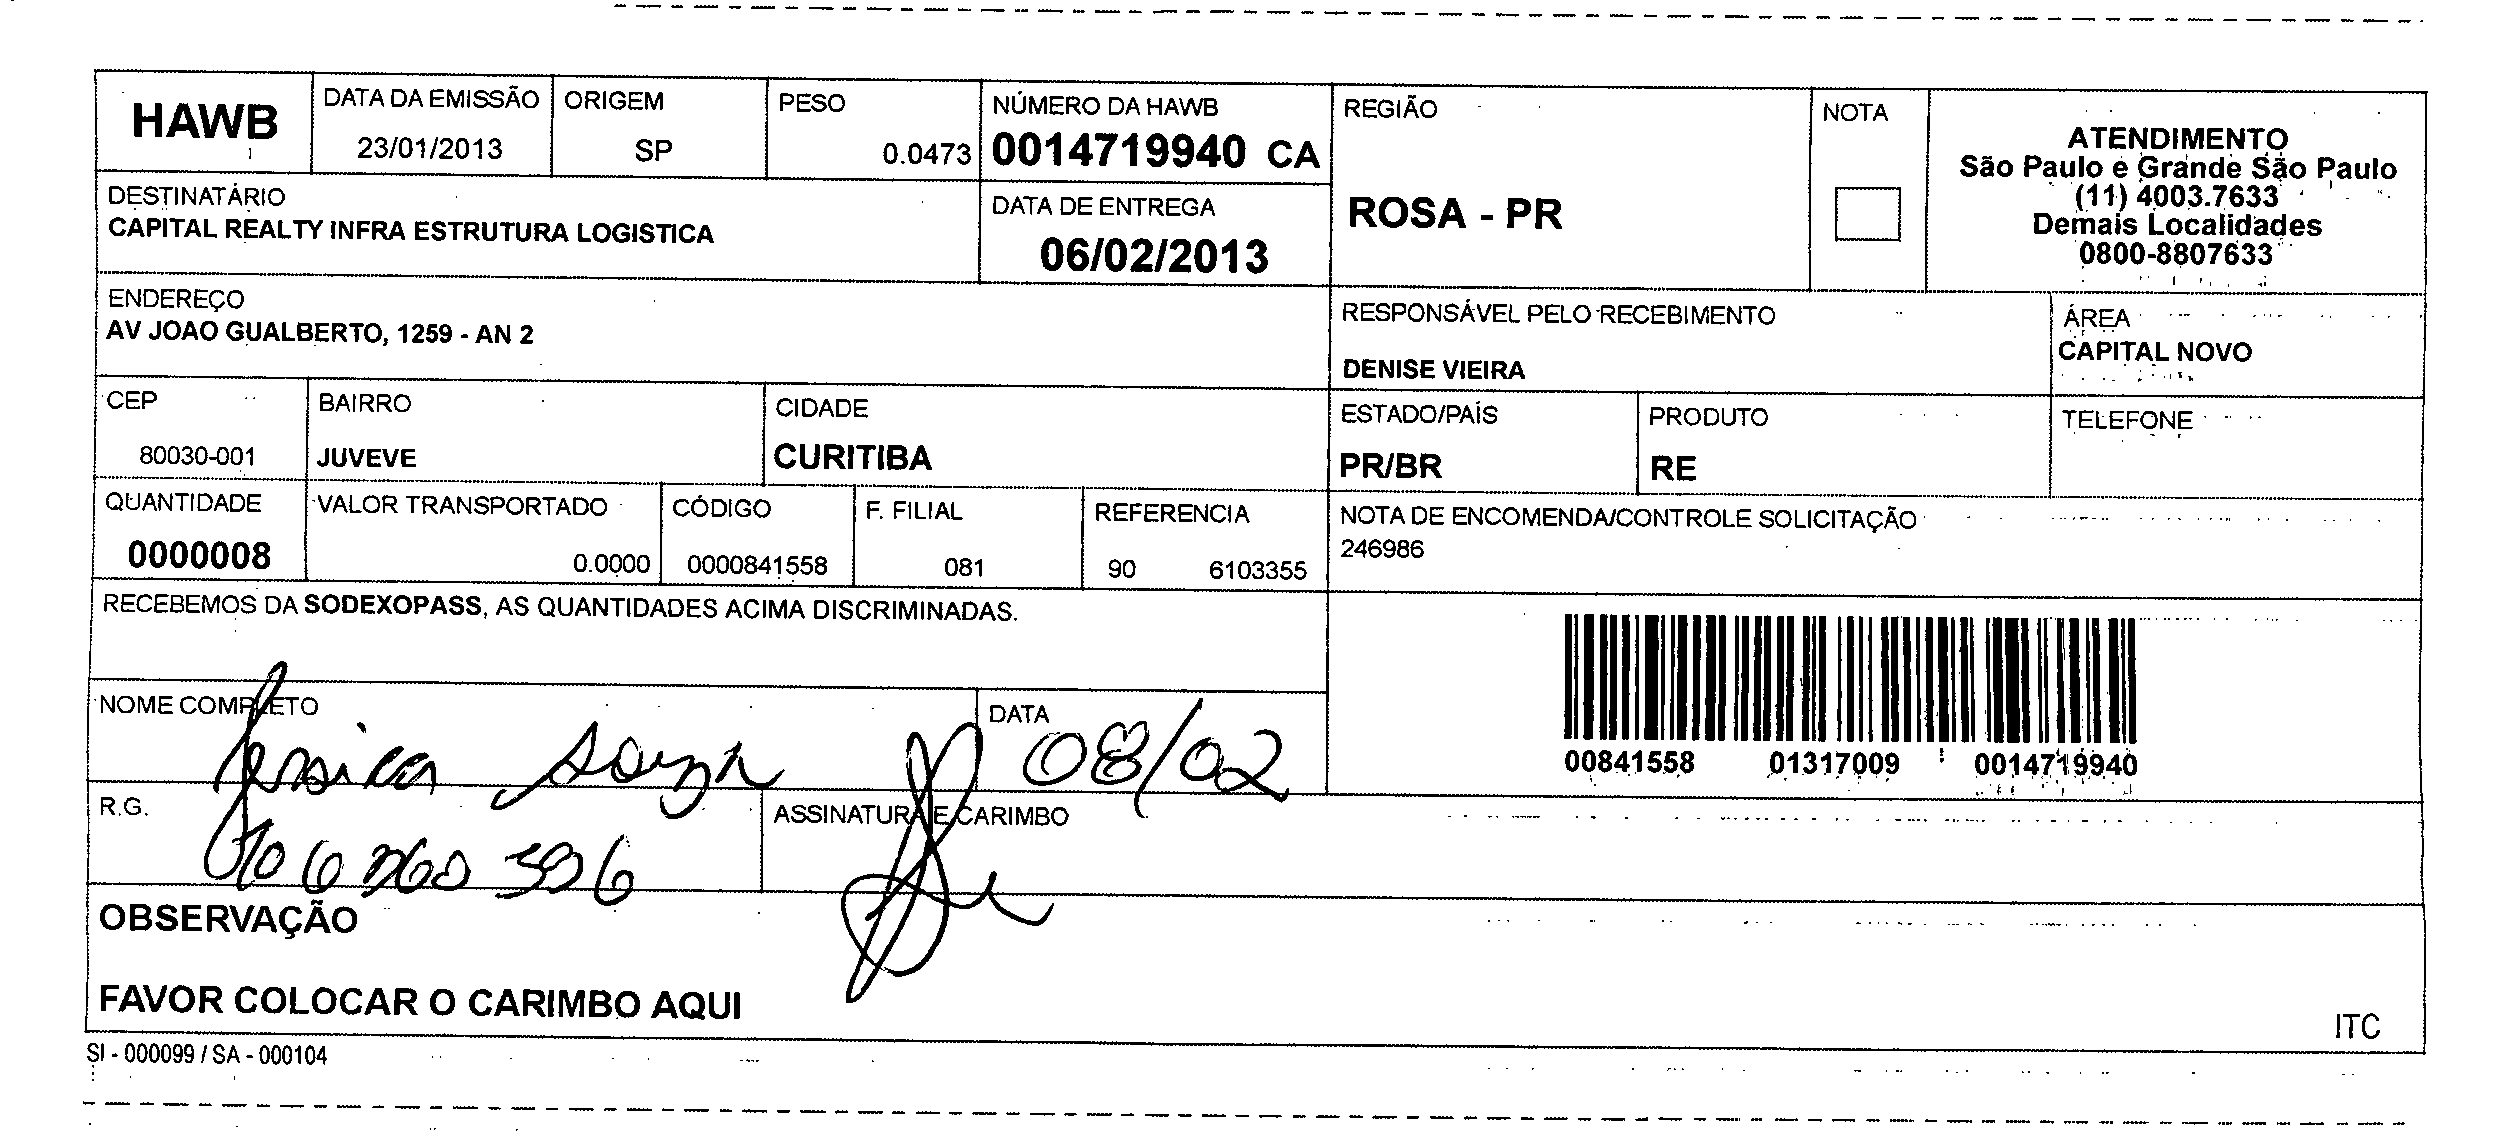 HAWB
DATA DA EMISSÃO
23/01/2013
ORIGEM
SP
PESO
0.0473
NÚMERO DA HAWB
0014719940 CA
REGIÃO
ROSA - PR
NOTA
ATENDIMENTO
São Paulo e Grande São Paulo
(11) 4003.7633
Demais Localidades
0800-8807633
DESTINATÁRIO
CAPITAL REALTY INFRA ESTRUTURA LOGISTICA
DATA DE ENTREGA
06/02/2013
ENDEREÇO
AV JOAO GUALBERTO, 1259 - AN 2
RESPONSÁVEL PELO RECEBIMENTO
DENISE VIEIRA
ÁREA
CAPITAL NOVO
CEP
80030-001
BAIRRO
JUVEVE
CIDADE
CURITIBA
ESTADO/PAÍS
PR/BR
PRODUTO
RE
TELEFONE
QUANTIDADE
0000008
VALOR TRANSPORTADO
0.0000
CÓDIGO
0000841558
F. FILIAL
081
REFERENCIA
90 6103355
NOTA DE ENCOMENDA/CONTROLE SOLICITAÇÃO
246986
RECEBEMOS DA SODEXOPASS, AS QUANTIDADES ACIMA DISCRIMINADAS.
00841558 01317009 0014719940
NOME COMPLETO
Jessica Souza
DATA
08/02
R.G.
ASSINATURA E CARIMBO
OBSERVAÇÃO
FAVOR COLOCAR O CARIMBO AQUI
ITC
SI - 000099 / SA - 000104